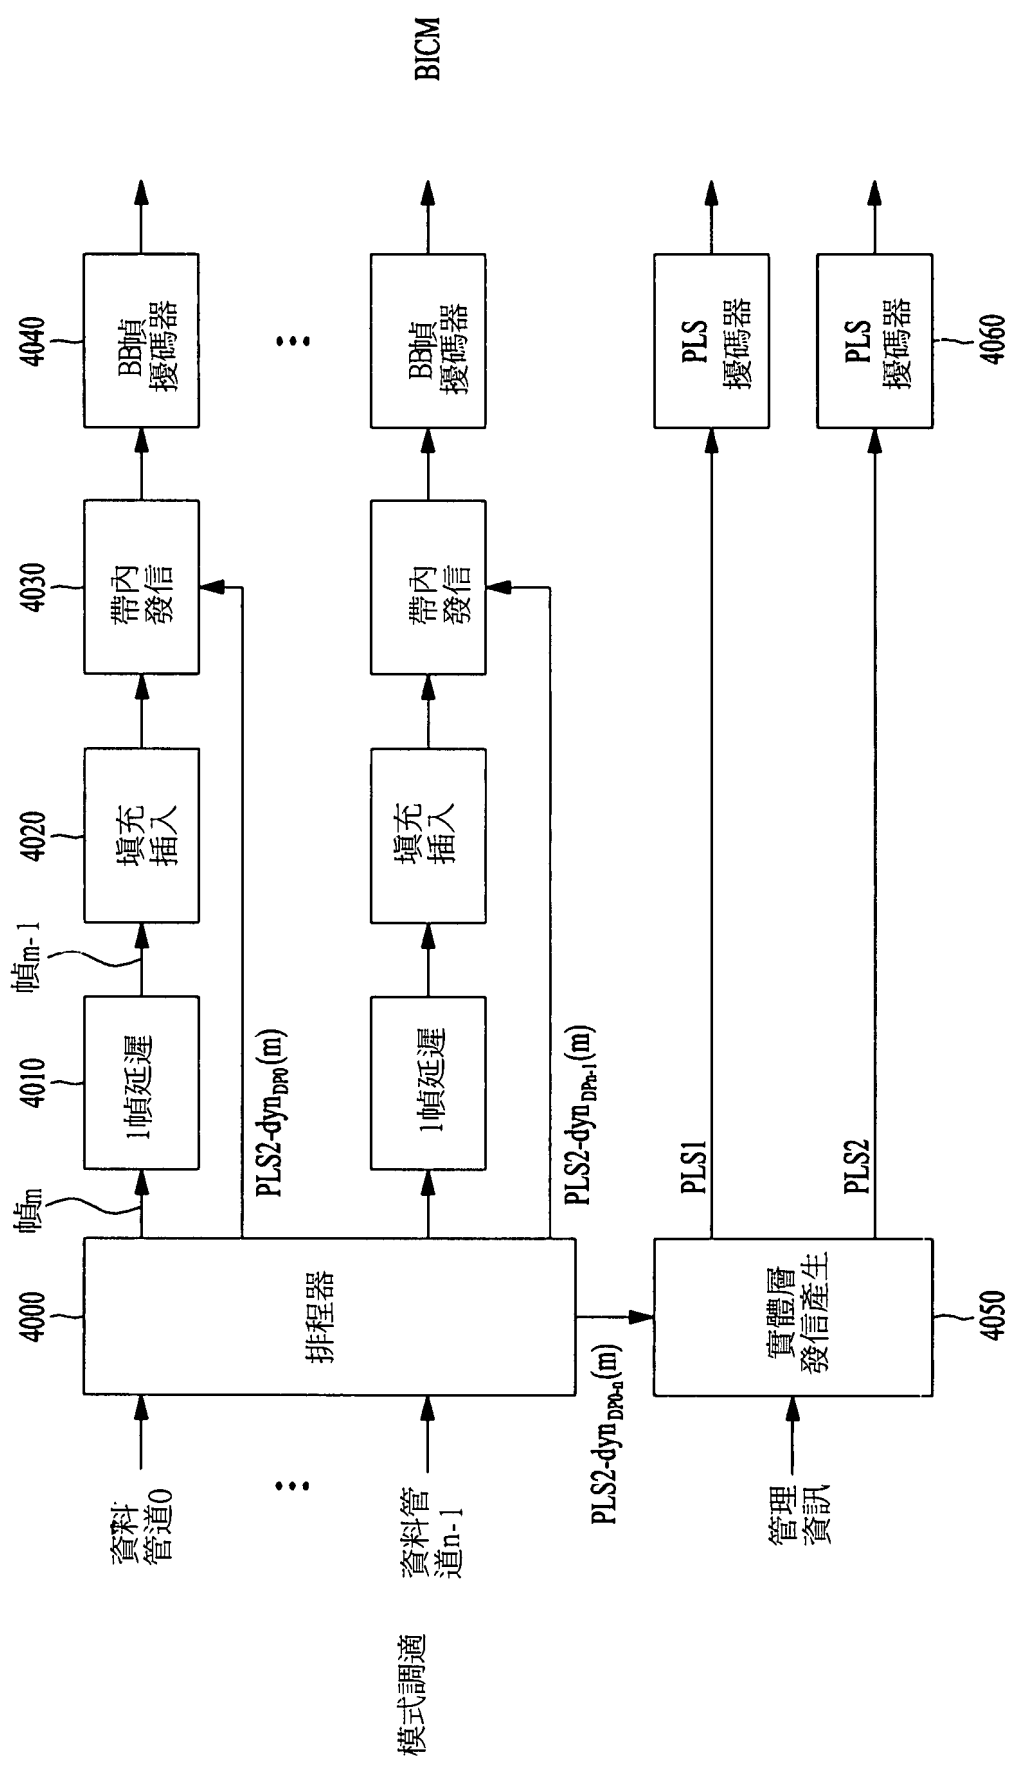 模式調適
資料
管道0
資料管
道n-1
管理
資訊
4000
排程器
PLS2-dynDP0-n(m)
實體層
發信產生
4050
幀m
4010
1幀延遲
幀m-1
4020
填充
插入
4030
帶內
發信
4040
BB幀
擾碼器
PLS2-dynDP0(m)
1幀延遲
填充
插入
帶內
發信
BB幀
擾碼器
PLS2-dynDPn-1(m)
PLS1
PLS
擾碼器
PLS2
PLS
擾碼器
4060
BICM